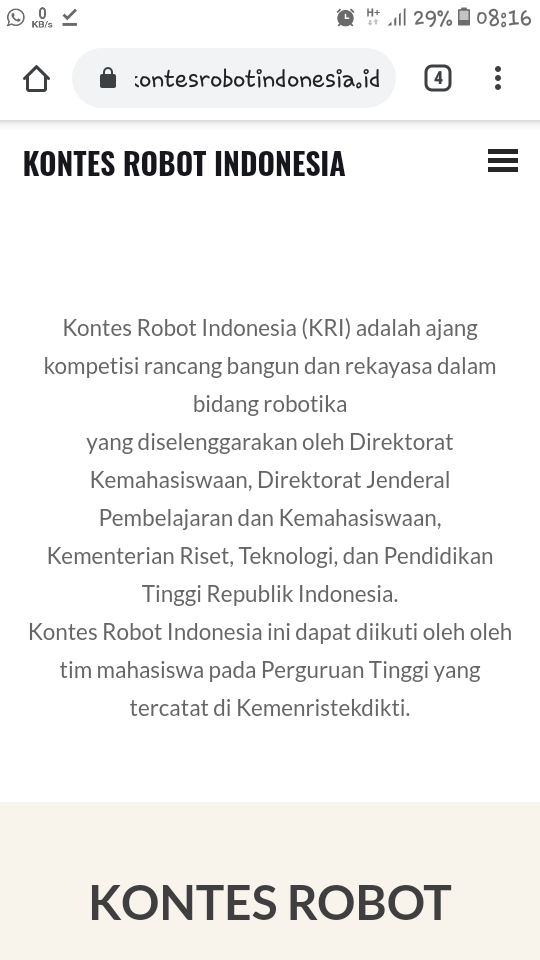 0
KB/s
H+
29%
08:16
kontesrobotindonesia.id
4
KONTES ROBOT INDONESIA
Kontes Robot Indonesia (KRI) adalah ajang
kompetisi rancang bangun dan rekayasa dalam
bidang robotika
yang diselenggarakan oleh Direktorat
Kemahasiswaan, Direktorat Jenderal
Pembelajaran dan Kemahasiswaan,
Kementerian Riset, Teknologi, dan Pendidikan
Tinggi Republik Indonesia.
Kontes Robot Indonesia ini dapat diikuti oleh oleh
tim mahasiswa pada Perguruan Tinggi yang
tercatat di Kemenristekdikti.
KONTES ROBOT